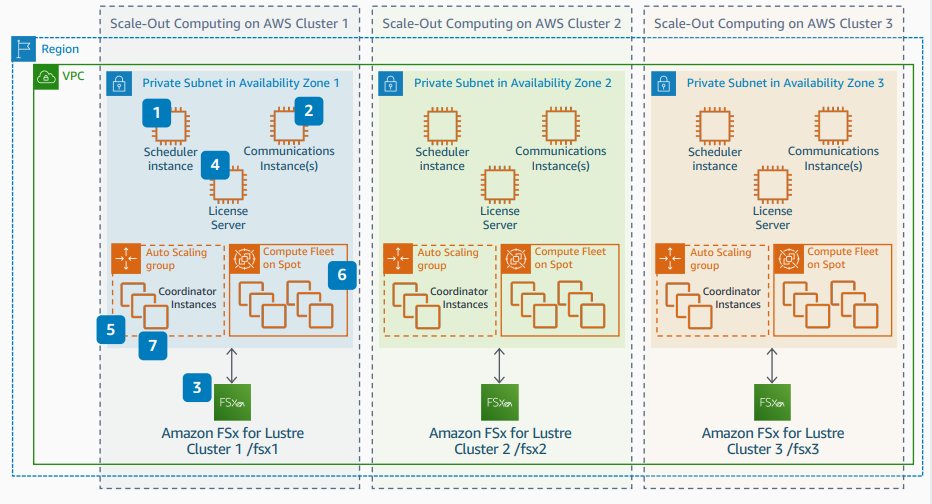 Scale-Out Computing on AWS Cluster 1
Scale-Out Computing on AWS Cluster 2
Scale-Out Computing on AWS Cluster 3
Region
VPC
Private Subnet in Availability Zone 1
1
2
Scheduler
instance
Communications
Instance(s)
4
License
Server
Auto Scaling
group
Compute Fleet
on Spot
6
Coordinator
Instances
5
7
3
FSx
Amazon FSx for Lustre
Cluster 1 /fsx1
Private Subnet in Availability Zone 2
Scheduler
instance
Communications
Instance(s)
License
Server
Auto Scaling
group
Compute Fleet
on Spot
Coordinator
Instances
FSx
Amazon FSx for Lustre
Cluster 2 /fsx2
Private Subnet in Availability Zone 3
Scheduler
instance
Communications
Instance(s)
License
Server
Auto Scaling
group
Compute Fleet
on Spot
Coordinator
Instances
FSx
Amazon FSx for Lustre
Cluster 3 /fsx3